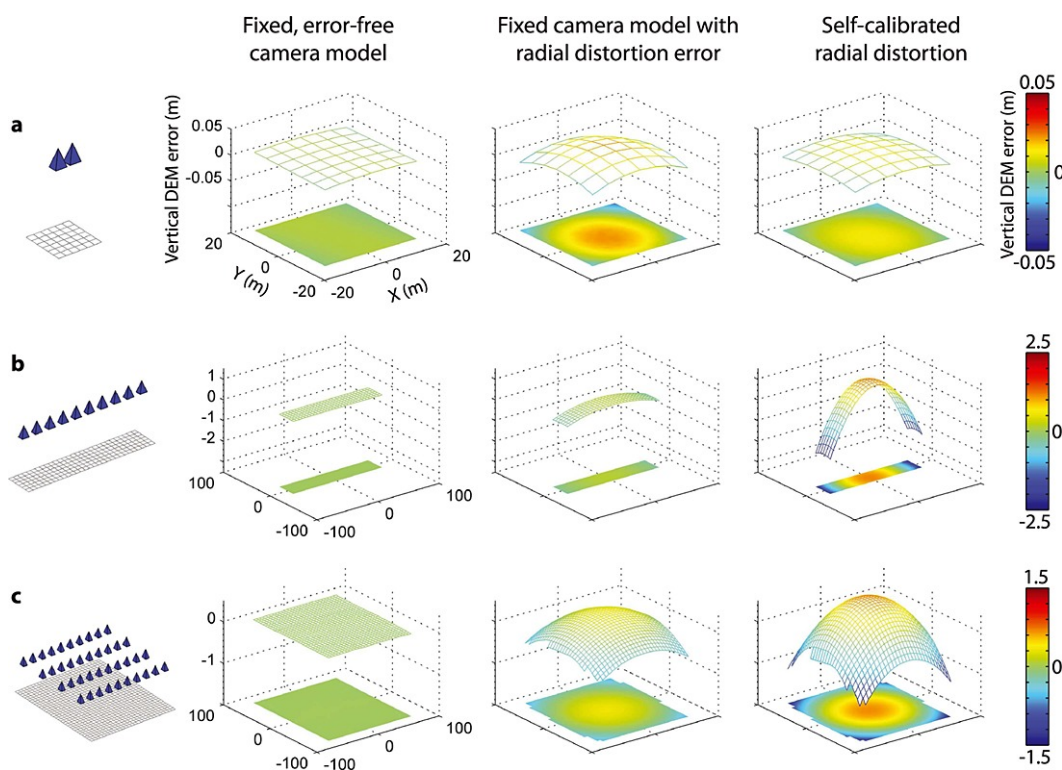 Fixed, error-free
camera model
Fixed camera model with
radial distortion error
Self-calibrated
radial distortion
a
Vertical DEM error (m)
0.05
0
-0.05
20
0
-20
Y (m)
-20
0
20
X (m)
Vertical DEM error (m)
0.05
0
-0.05
b
1
0
-1
-2
100
0
-100
-100
0
100
2.5
0
-2.5
c
0
-1
100
0
-100
-100
0
100
1.5
0
-1.5